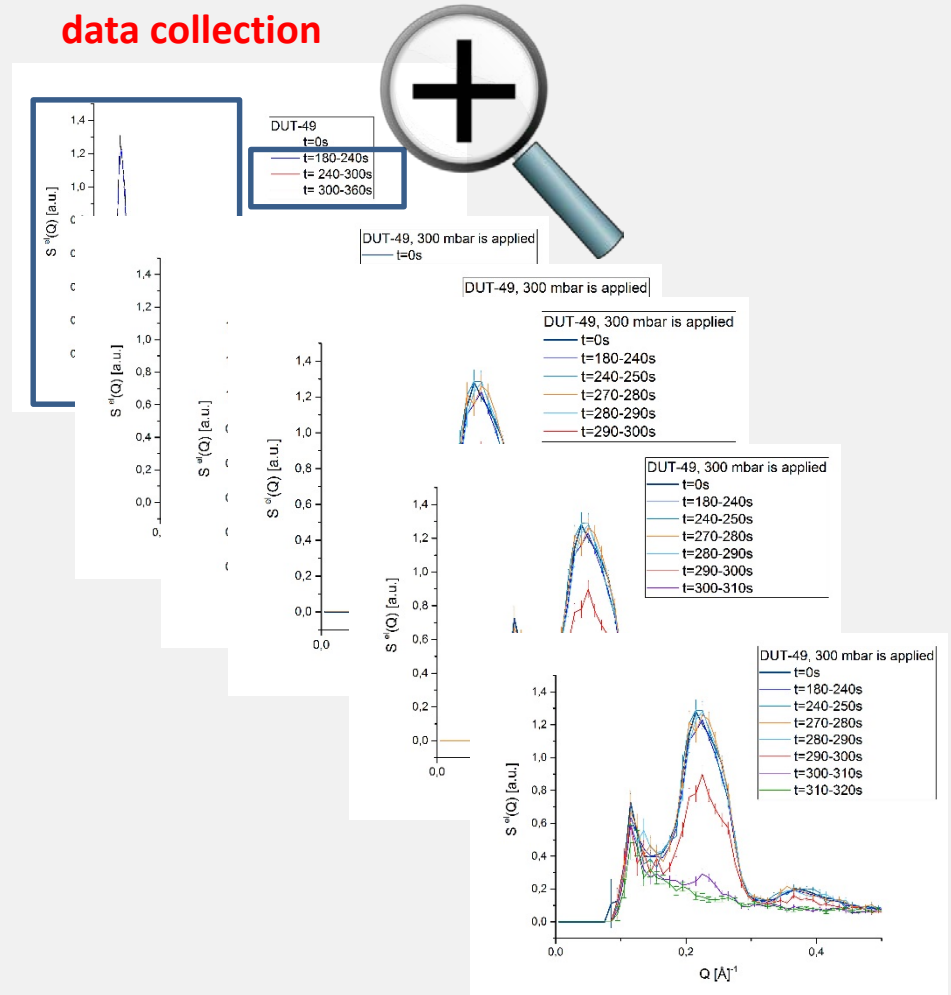 data collection
DUT-49
t=0s
t=180-240s
t= 240-300s
t= 300-360s
1,4
1,2
1,0
S el(Q) [a.u.]
DUT-49, 300 mbar is applied
t=0s
1,4
1,2
1,0
0,8
0,6
0,4
0,2
0,0
S el(Q) [a.u.]
DUT-49, 300 mbar is applied
S el(Q) [a.u.]
DUT-49, 300 mbar is applied
t=0s
t=180-240s
t=240-250s
t=270-280s
t=280-290s
t=290-300s
1,4
1,2
1,0
0,8
0,6
0,4
0,2
0,0
0,0
S el(Q) [a.u.]
DUT-49, 300 mbar is applied
t=0s
t=180-240s
t=240-250s
t=270-280s
t=280-290s
t=290-300s
t=300-310s
1,4
1,2
1,0
0,8
0,6
0,4
0,2
0,0
0,0
S el(Q) [a.u.]
DUT-49, 300 mbar is applied
t=0s
t=180-240s
t=240-250s
t=270-280s
t=280-290s
t=290-300s
t=300-310s
t=310-320s
1,4
1,2
1,0
0,8
0,6
0,4
0,2
0,0
S el(Q) [a.u.]
0,0
0,2
0,4
Q [Å]-1